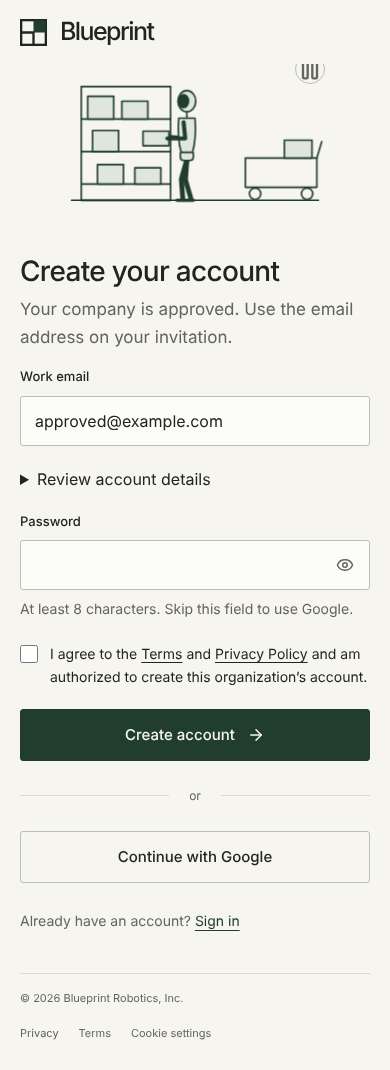 Blueprint
Create your account
Your company is approved. Use the email
address on your invitation.
Work email
approved@example.com
Review account details
Password
At least 8 characters. Skip this field to use Google.
I agree to the Terms and Privacy Policy and am
authorized to create this organization’s account.
Create account
or
Continue with Google
Already have an account? Sign in
© 2026 Blueprint Robotics, Inc.
Privacy Terms Cookie settings